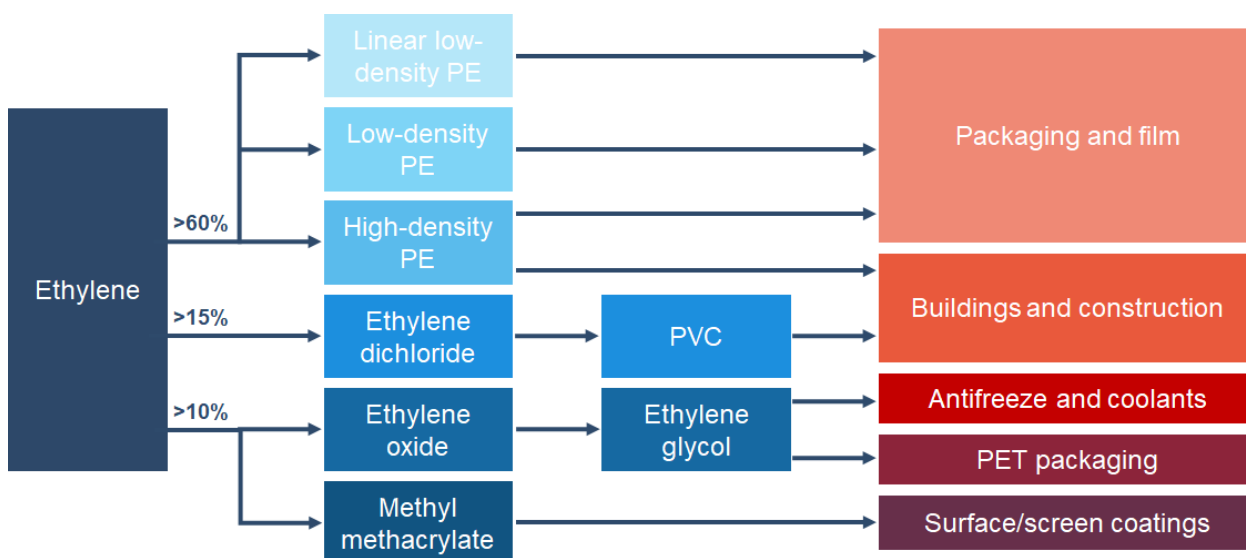 Linear low-
density PE
Low-density
PE
High-density
PE
Ethylene
>60%
>15%
>10%
Ethylene
dichloride
PVC
Ethylene
oxide
Ethylene
glycol
Methyl
methacrylate
Packaging and film
Buildings and construction
Antifreeze and coolants
PET packaging
Surface/screen coatings